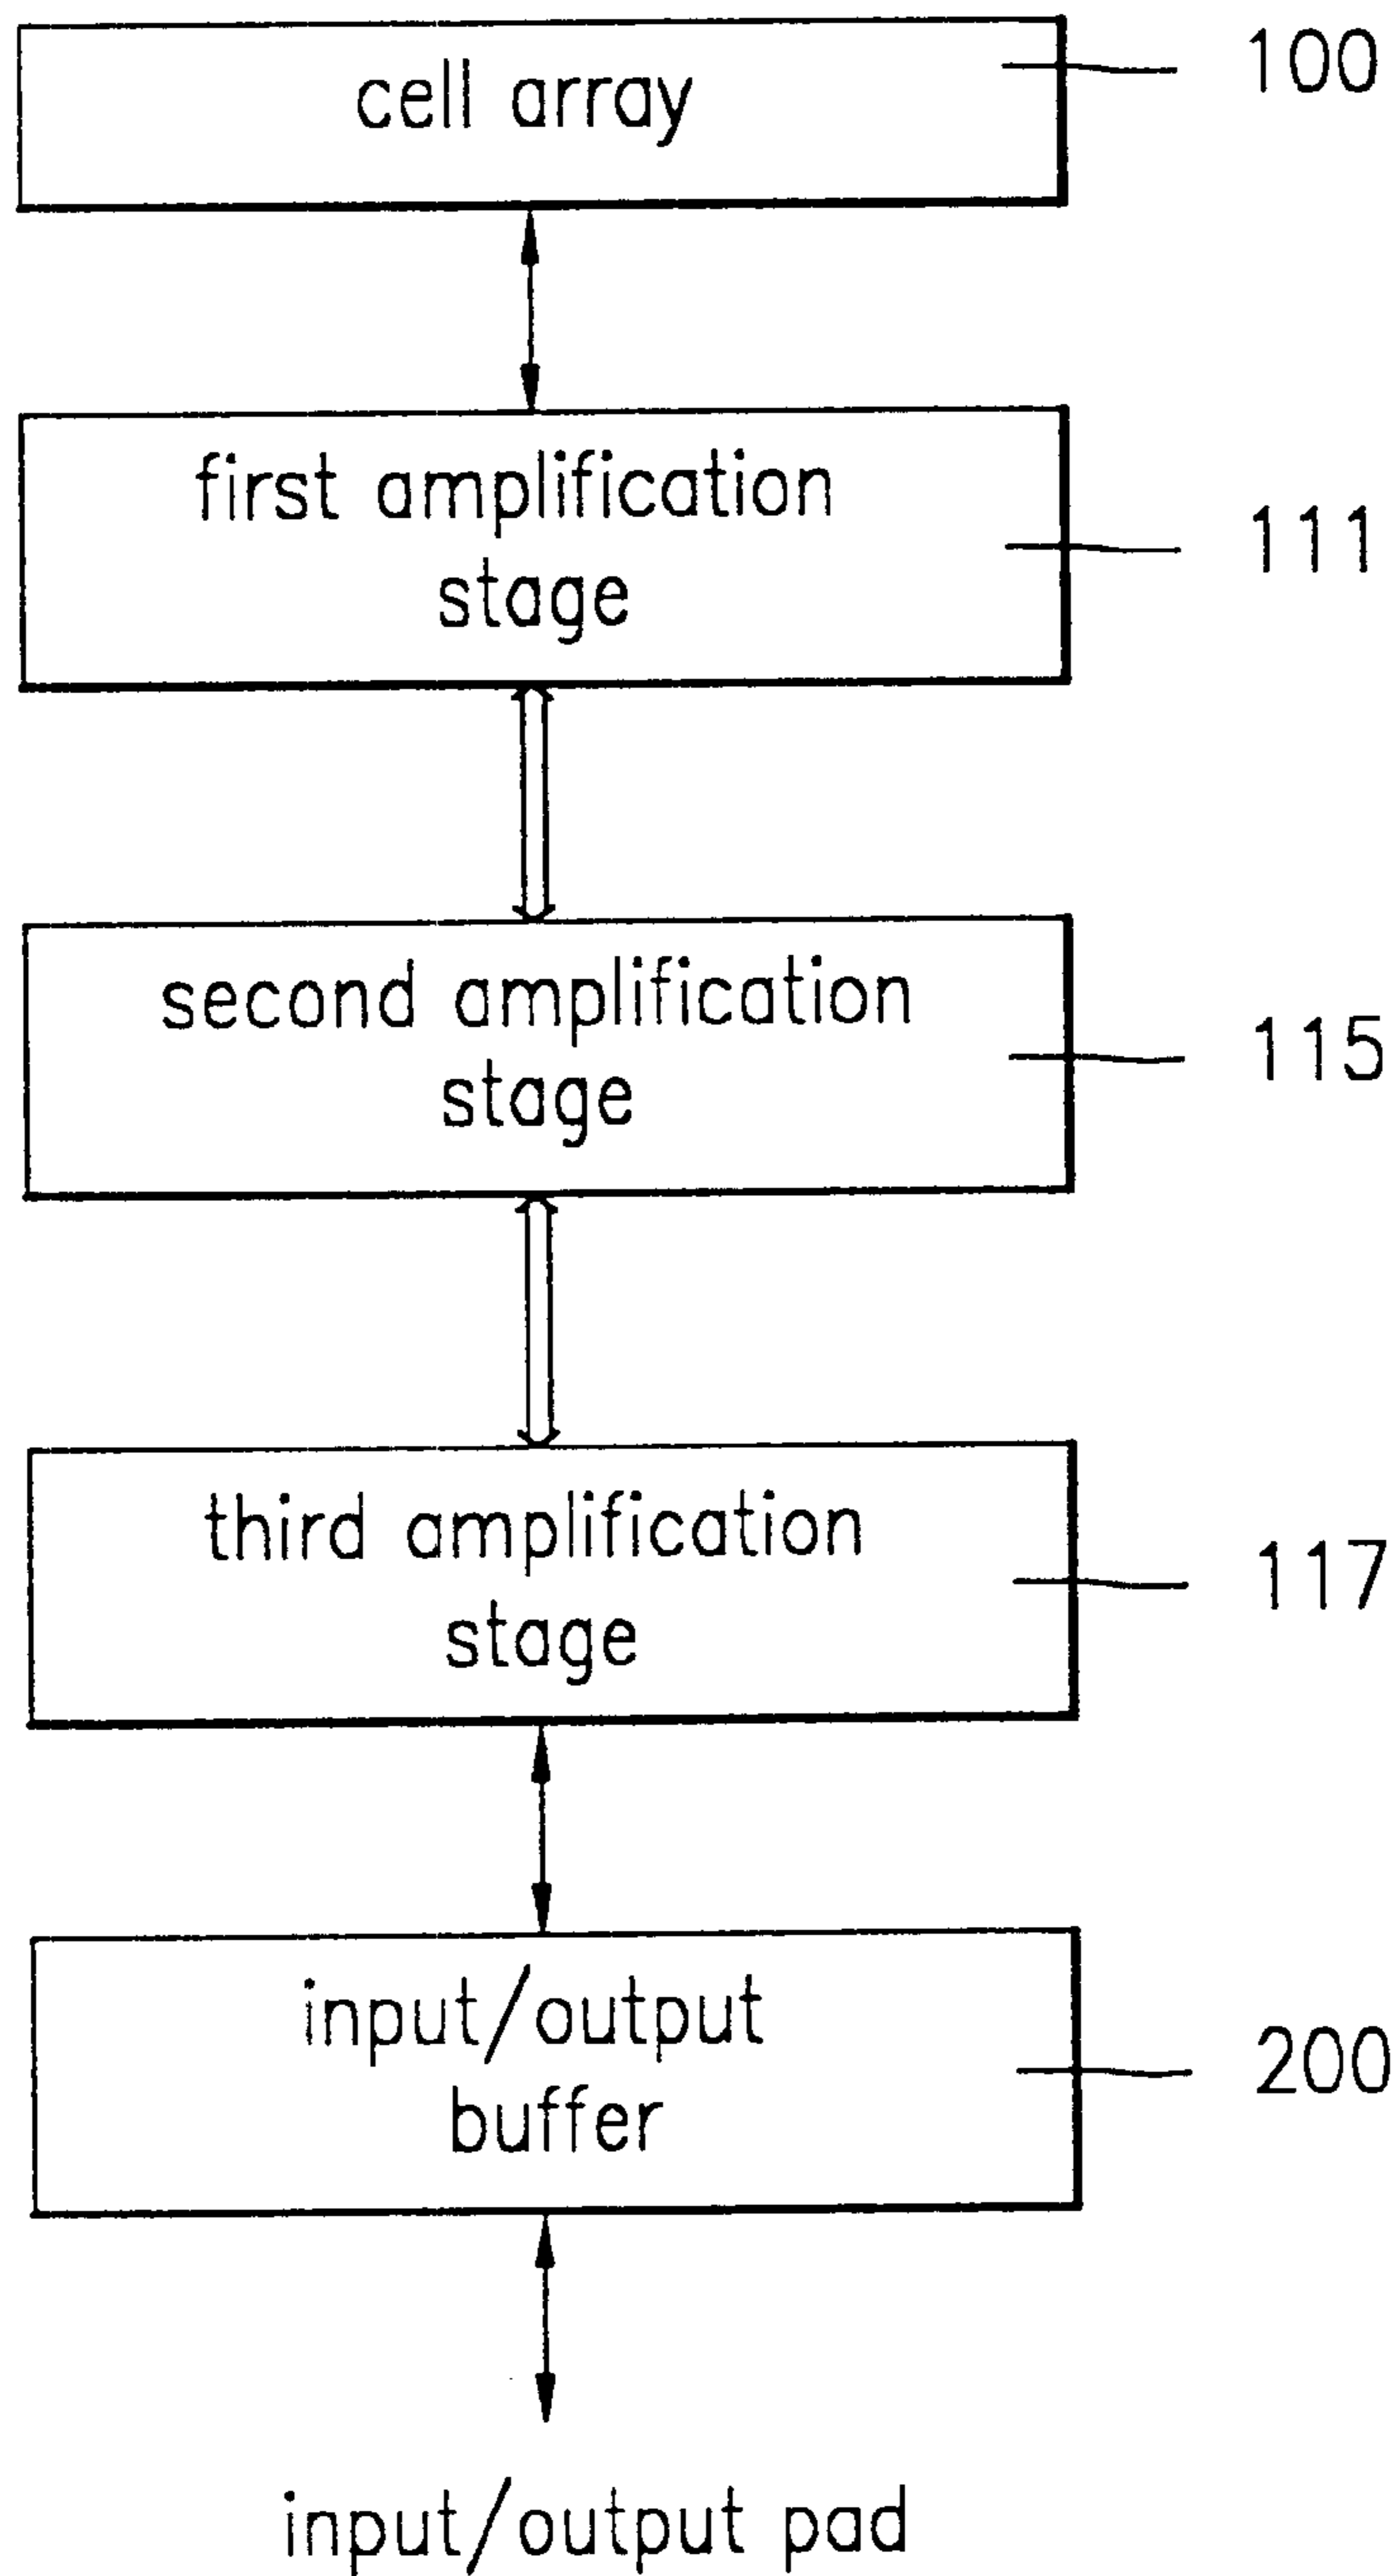 cell array
100
first amplification
stage
111
second amplification
stage
115
third amplification
stage
117
input/output
buffer
200
input/output pad